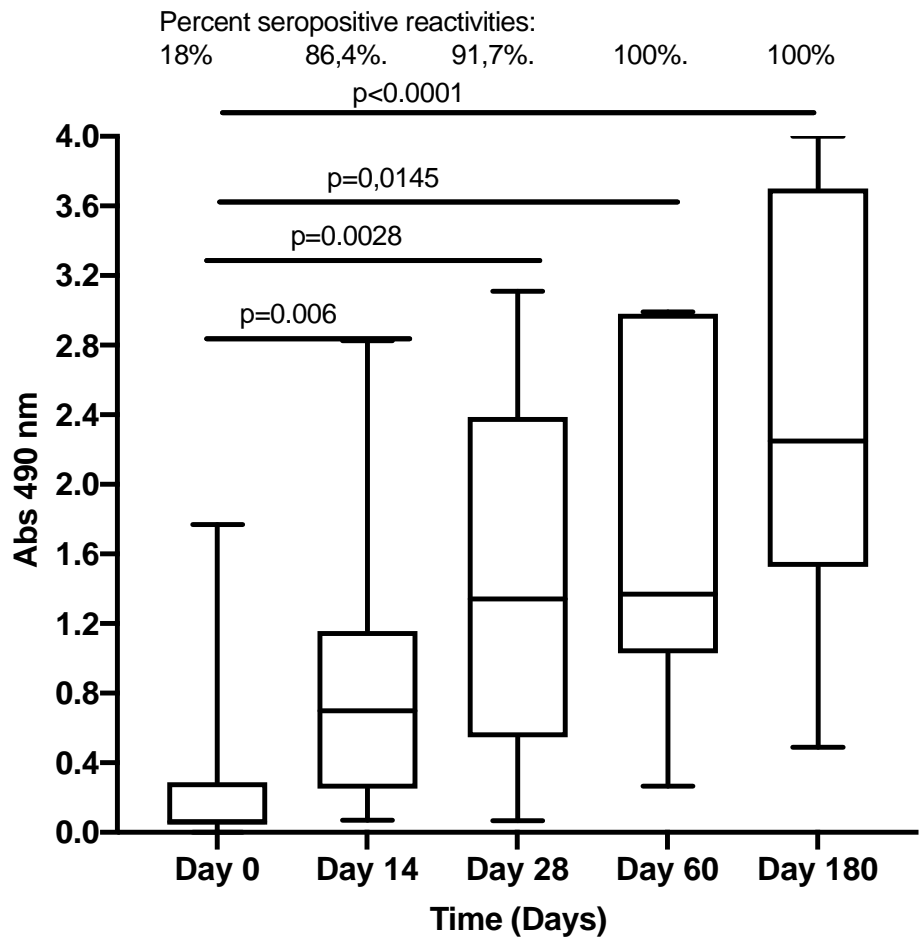 Percent seropositive reactivities:
18% 86,4%. 91,7%. 100%. 100%
p<0.0001
4.0
p=0,0145
3.6
p=0.0028
3.2
p=0.006
2.8
2.4
2.0
1.6
1.2
0.8
0.4
0.0
Abs 490 nm
Day 0 Day 14 Day 28 Day 60 Day 180
Time (Days)